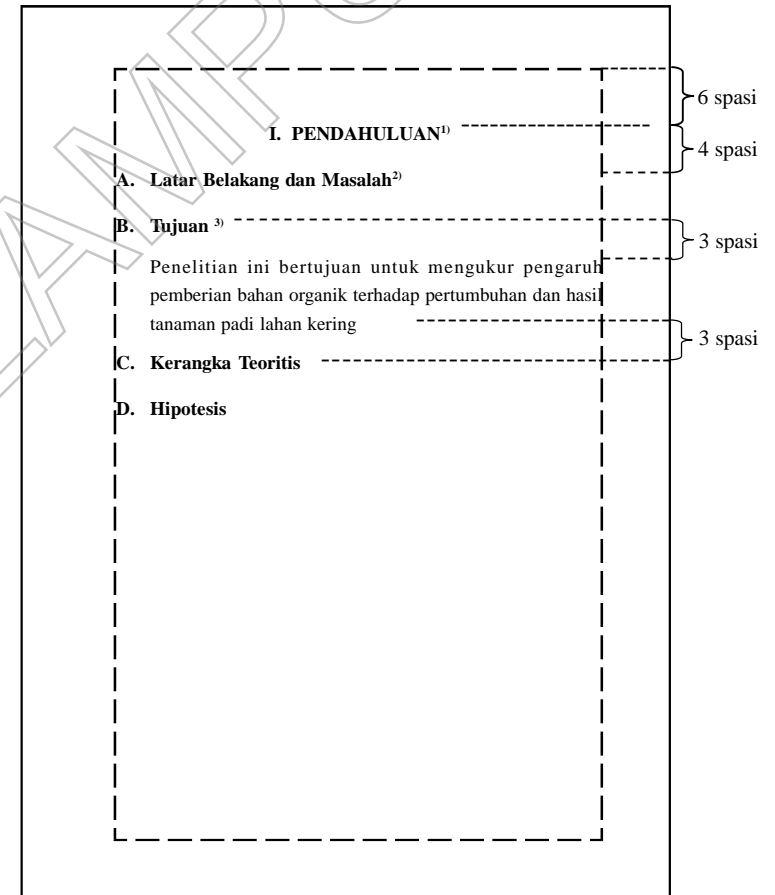 6 spasi
I. PENDAHULUAN1)
4 spasi
A. Latar Belakang dan Masalah2)
B. Tujuan 3)
3 spasi
Penelitian ini bertujuan untuk mengukur pengaruh
pemberian bahan organik terhadap pertumbuhan dan hasil
tanaman padi lahan kering
3 spasi
C. Kerangka Teoritis
D. Hipotesis